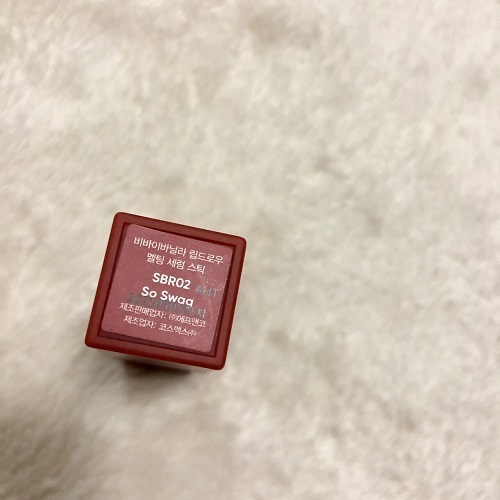 비바이바닐라 립드로우
멜팅 세럼 스틱
SBR02
So Swag
제조판매업자: ㈜에프앤코
제조업자: 코스맥스㈜